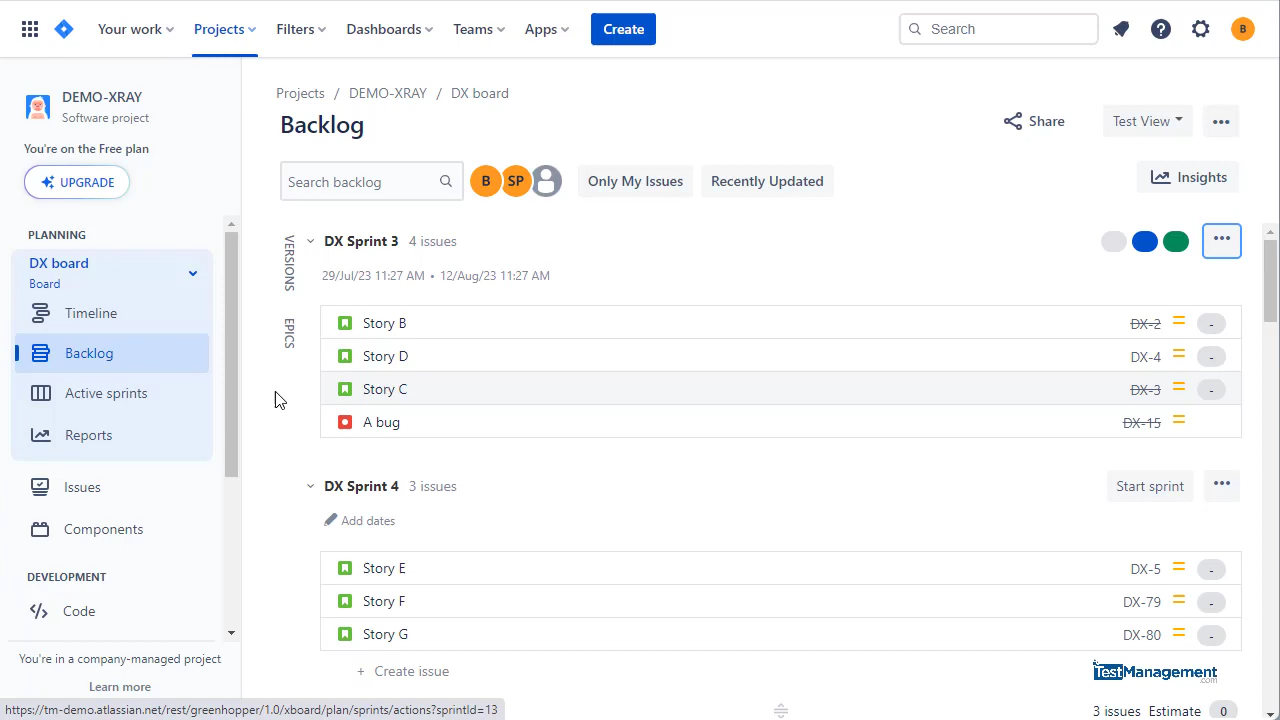 Your work
Projects
Filters
Dashboards
Teams
Apps
Create
Search
B
DEMO-XRAY
Software project
You're on the Free plan
UPGRADE
PLANNING
DX board
Board
Timeline
Backlog
Active sprints
Reports
Issues
Components
DEVELOPMENT
Code
You're in a company-managed project
Learn more
Projects / DEMO-XRAY / DX board
Backlog
Share
Test View
Search backlog
B
SP
Only My Issues
Recently Updated
Insights
VERSIONS
EPICS
DX Sprint 3 4 issues
29/Jul/23 11:27 AM • 12/Aug/23 11:27 AM
Story B DX-2 -
Story D DX-4 -
Story C DX-3 -
A bug DX-15
DX Sprint 4 3 issues
Start sprint
Add dates
Story E DX-5 -
Story F DX-79 -
Story G DX-80 -
+ Create issue
TestManagement
.com
3 issues Estimate 0
https://tm-demo.atlassian.net/rest/greenhopper/1.0/xboard/plan/sprints/actions?sprintId=13